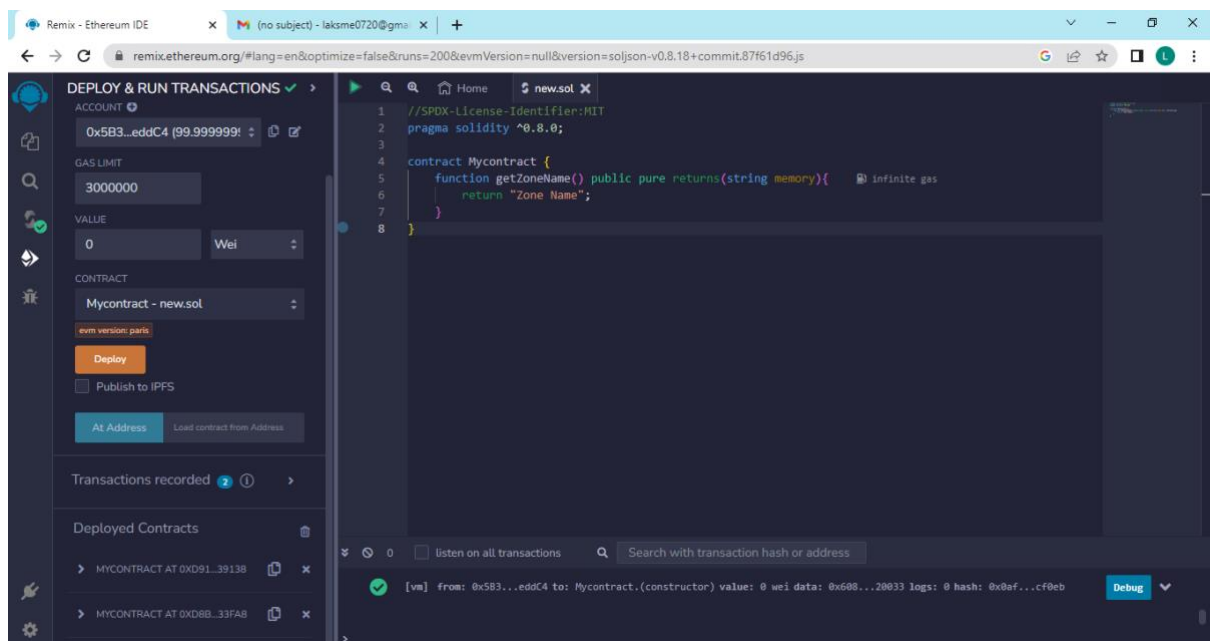 Remix - Ethereum IDE
(no subject) - laksme0720@gma
remix.ethereum.org/#lang=en&optimize=false&runs=200&evmVersion=null&version=soljson-v0.8.18+commit.87f61d96.js
G
L
DEPLOY & RUN TRANSACTIONS
ACCOUNT
0x5B3...eddC4 (99.9999999
GAS LIMIT
3000000
VALUE
0 Wei
CONTRACT
Mycontract - new.sol
evm version: paris
Deploy
Publish to IPFS
At Address Load contract from Address
Transactions recorded 2 i
Deployed Contracts
MYCONTRACT AT 0XD91...39138
MYCONTRACT AT 0XD8B...33FA8
Home new.sol
1 //SPDX-License-Identifier:MIT
2 pragma solidity ^0.8.0;
3
4 contract Mycontract {
5 function getZoneName() public pure returns(string memory){ infinite gas
6 return "Zone Name";
7 }
8 }
0 listen on all transactions Search with transaction hash or address
[vm] from: 0x5B3...eddC4 to: Mycontract.(constructor) value: 0 wei data: 0x608...20033 logs: 0 hash: 0x0af...cf0eb Debug
>